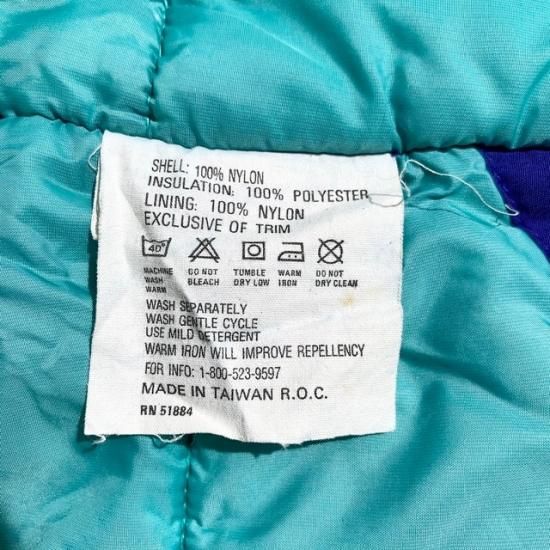 SHELL: 100% NYLON
INSULATION: 100% POLYESTER
LINING: 100% NYLON
EXCLUSIVE OF TRIM
40°
MACHINE WASH WARM
DO NOT BLEACH
TUMBLE DRY LOW
WARM IRON
DO NOT DRY CLEAN
WASH SEPARATELY
WASH GENTLE CYCLE
USE MILD DETERGENT
WARM IRON WILL IMPROVE REPELLENCY
FOR INFO: 1-800-523-9597
MADE IN TAIWAN R.O.C.
RN 51884